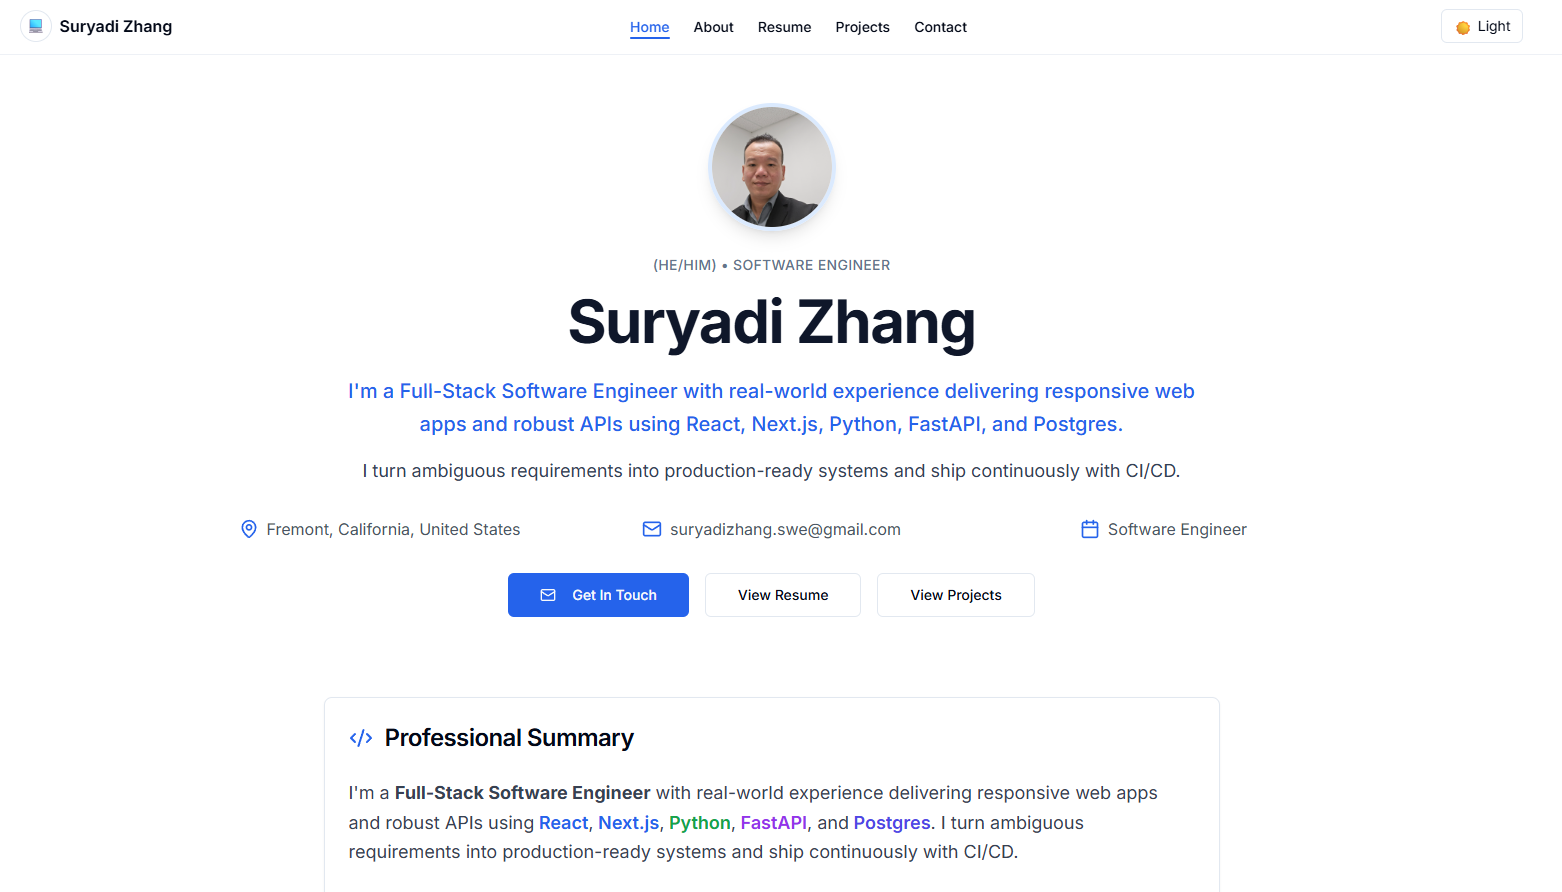 Suryadi Zhang
Home
About
Resume
Projects
Contact
Light
(HE/HIM) • SOFTWARE ENGINEER
Suryadi Zhang
I'm a Full-Stack Software Engineer with real-world experience delivering responsive web
apps and robust APIs using React, Next.js, Python, FastAPI, and Postgres.
I turn ambiguous requirements into production-ready systems and ship continuously with CI/CD.
Fremont, California, United States
suryadizhang.swe@gmail.com
Software Engineer
Get In Touch
View Resume
View Projects
Professional Summary
I'm a Full-Stack Software Engineer with real-world experience delivering responsive web apps
and robust APIs using React, Next.js, Python, FastAPI, and Postgres. I turn ambiguous
requirements into production-ready systems and ship continuously with CI/CD.